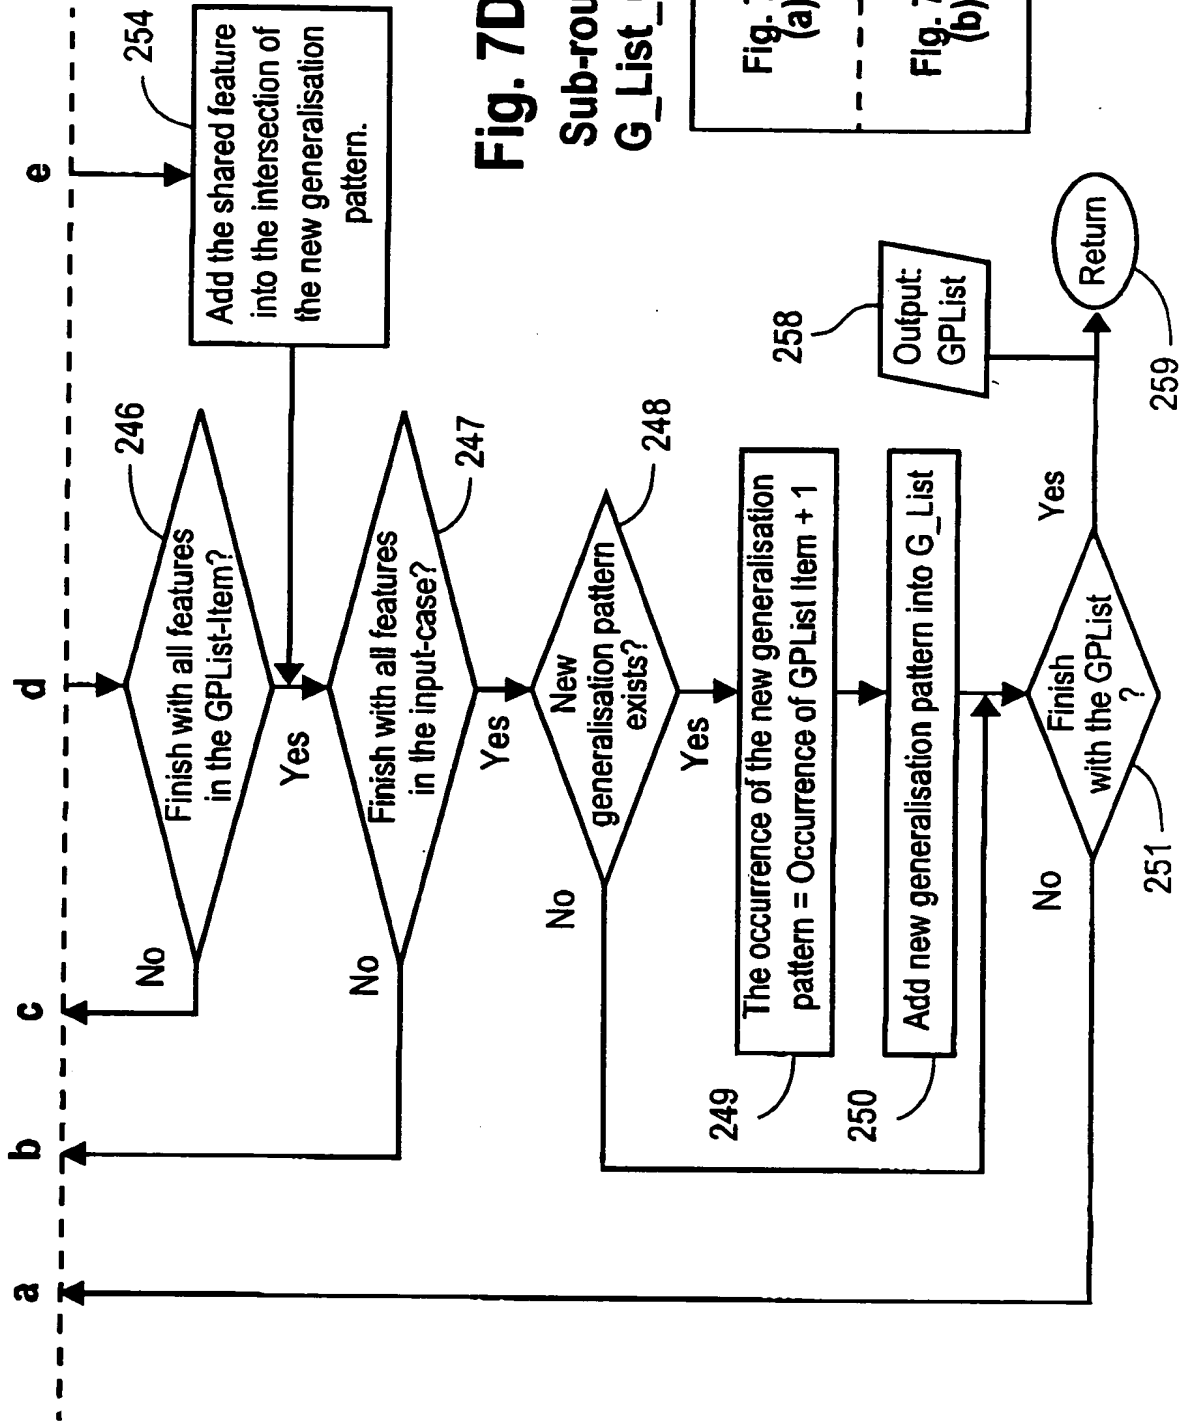 a
b
c
d
e
254
Add the shared feature
into the intersection of
the new generalisation
pattern.
246
Finish with all features
in the GPList-Item?
No
Yes
247
Finish with all features
in the input-case?
No
Yes
248
New
generalisation pattern
exists?
No
Yes
249
The occurrence of the new generalisation
pattern = Occurrence of GPList Item + 1
250
Add new generalisation pattern into G_List
251
Finish
with the GPList
?
No
Yes
258
Output:
GPList
Return
259
Fig. 7D
Sub-rou
G_List_
Fig.
(a)
Fig. 7
(b)